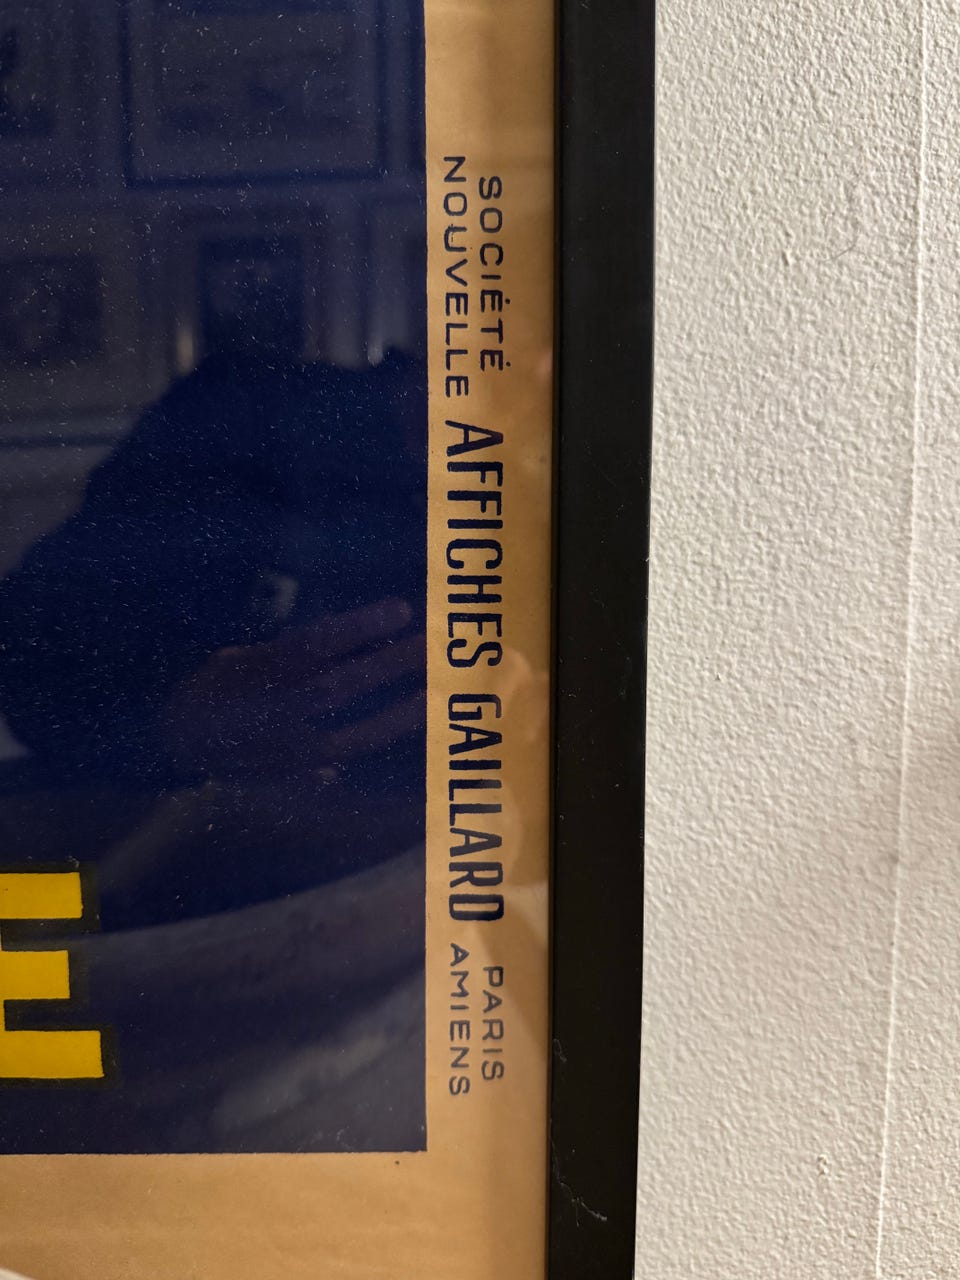 SOCIÉTÉ
NOUVELLE
AFFICHES GAILLARD
PARIS
AMIENS
E